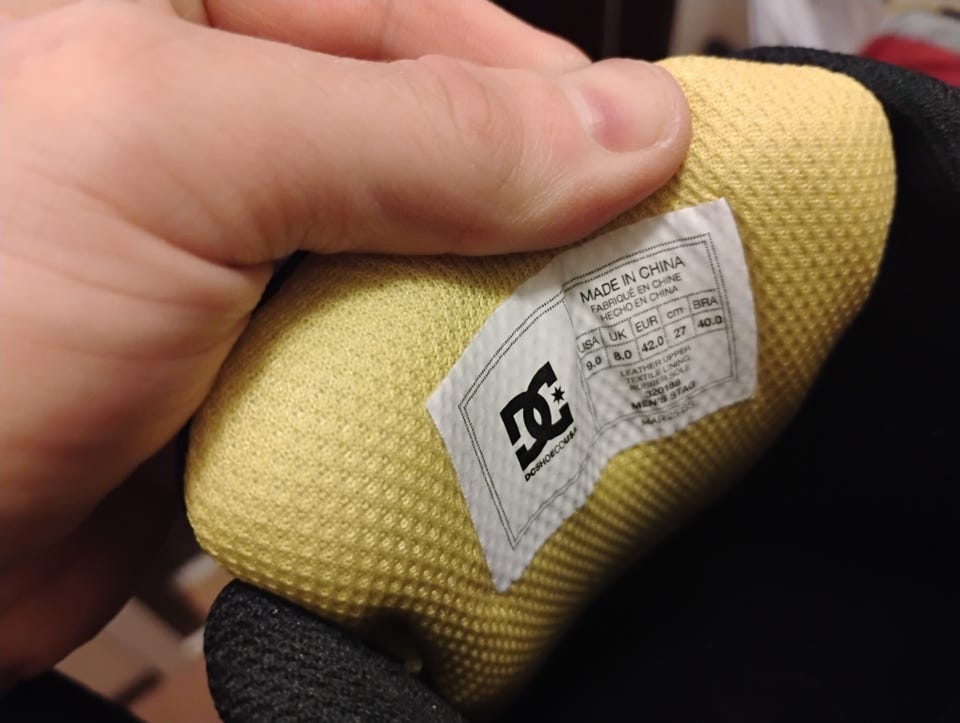 DC
DCSHOECOUSA
MADE IN CHINA
FABRIQUÉ EN CHINE
HECHO EN CHINA
USA UK EUR cm BRA
9.0 8.0 42.0 27 40.0
LEATHER UPPER
TEXTILE LINING
RUBBER SOLE
320188
MEN'S STAG